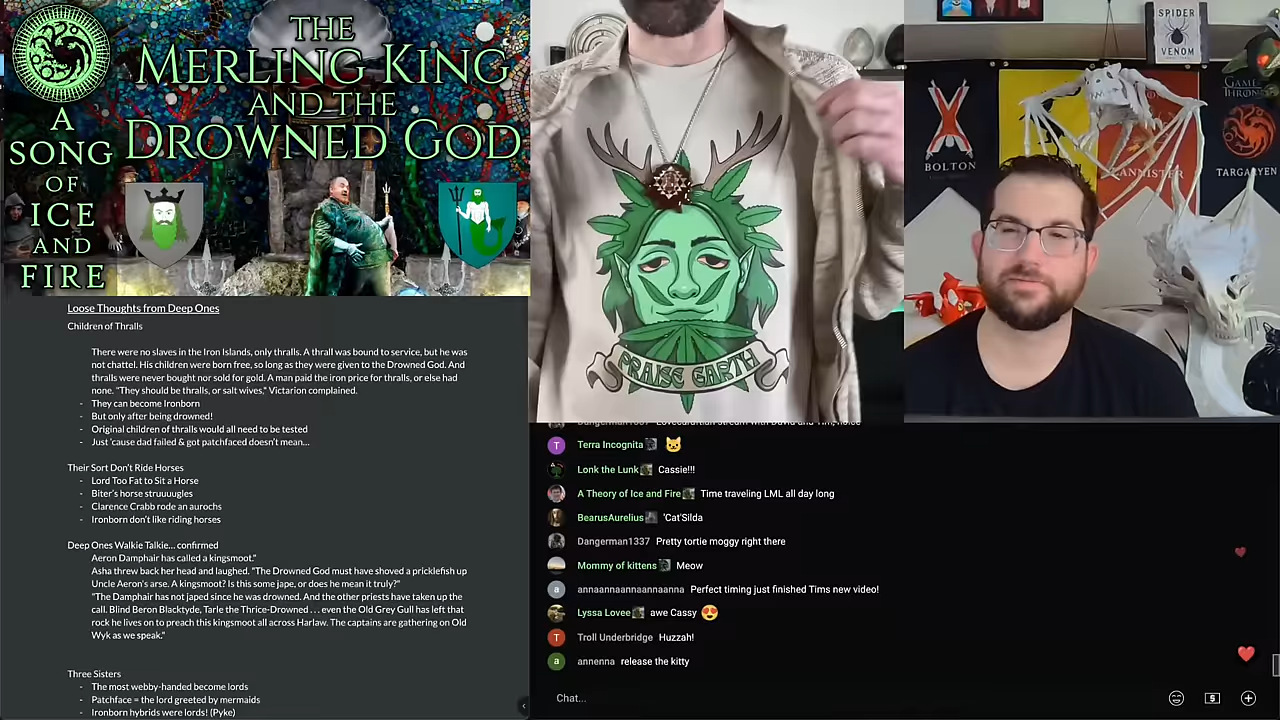 THE
MERLING KING
AND THE
DROWNED GOD
A
SONG
OF
ICE
AND
FIRE
Loose Thoughts from Deep Ones
Children of Thralls
There were no slaves in the Iron Islands, only thralls. A thrall was bound to service, but he was
not chattel. His children were born free, so long as they were given to the Drowned God. And
thralls were never bought nor sold for gold. A man paid the iron price for thralls, or else had
none. "They should be thralls, or salt wives," Victarion complained.
- They can become Ironborn
- But only after being drowned!
- Original children of thralls would all need to be tested
- Just 'cause dad failed & got patchfaced doesn't mean...
Their Sort Don't Ride Horses
- Lord Too Fat to Sit a Horse
- Biter's horse struuuugles
- Clarence Crabb rode an aurochs
- Ironborn don't like riding horses
Deep Ones Walkie Talkie... confirmed
Aeron Damphair has called a kingsmoot."
Asha threw back her head and laughed. "The Drowned God must have shoved a pricklefish up
Uncle Aeron's arse. A kingsmoot? Is this some jape, or does he mean it truly?"
"The Damphair has not japed since he was drowned. And the other priests have taken up the
call. Blind Beron Blacktyde, Tarle the Thrice-Drowned . . . even the Old Grey Gull has left that
rock he lives on to preach this kingsmoot all across Harlaw. The captains are gathering on Old
Wyk as we speak."
Three Sisters
- The most webby-handed become lords
- Patchface = the lord greeted by mermaids
- Ironborn hybrids were lords! (Pyke)
PRAISE GARTH
SPIDER
VENOM
GAME
THRONES
BOLTON
LANNISTER
TARGARYEN
Dangerman1337 Lovecraftian stream with David and Tim, noice
T Terra Incognita
Lonk the Lunk Cassie!!!
A Theory of Ice and Fire Time traveling LML all day long
BearusAurelius 'Cat'Silda
Dangerman1337 Pretty tortie moggy right there
Mommy of kittens Meow
a annaannaannaannaanna Perfect timing just finished Tims new video!
Lyssa Lovee awe Cassy
T Troll Underbridge Huzzah!
a annenna release the kitty
Chat...